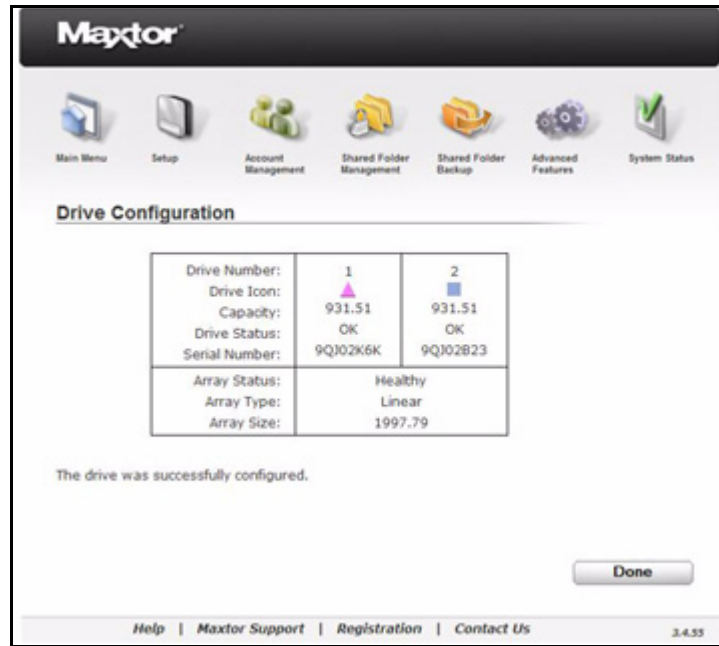 Maxtor
Main Menu
Setup
Account Management
Shared Folder Management
Shared Folder Backup
Advanced Features
System Status
Drive Configuration
Drive Number: 1 2
Drive Icon:
Capacity: 931.51 931.51
Drive Status: OK OK
Serial Number: 9QJ02K6K 9QJ02B23
Array Status: Healthy
Array Type: Linear
Array Size: 1997.79
The drive was successfully configured.
Done
Help | Maxtor Support | Registration | Contact Us
3.4.55